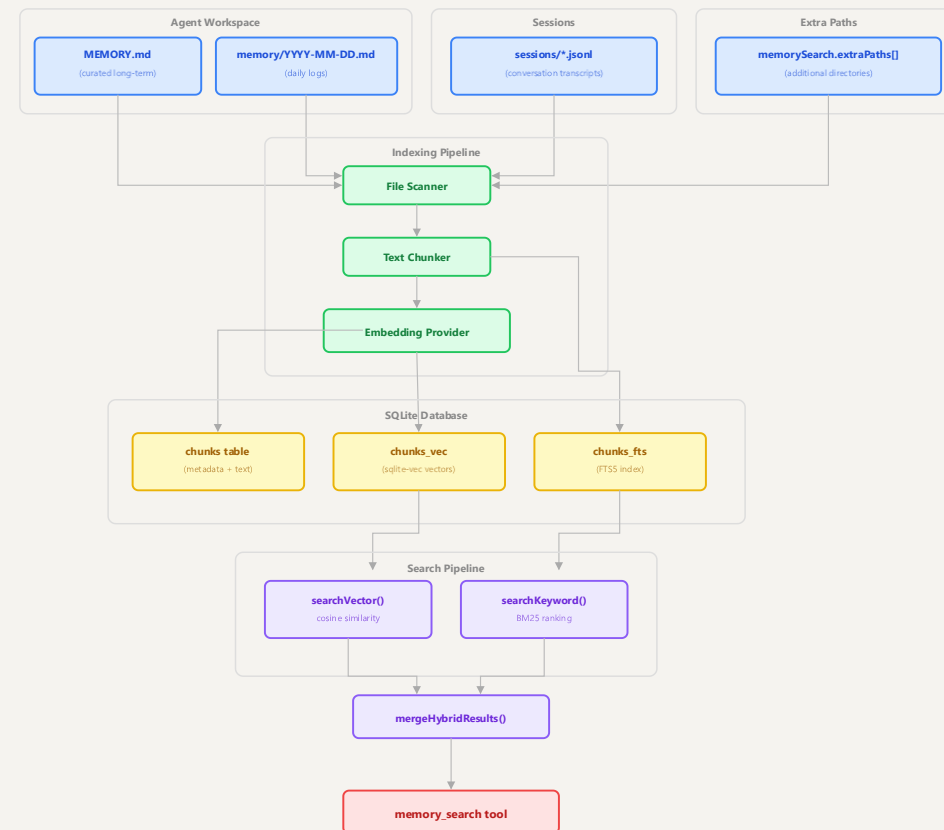 Agent Workspace
Sessions
Extra Paths
MEMORY.md
(curated long-term)
memory/YYYY-MM-DD.md
(daily logs)
sessions/*.jsonl
(conversation transcripts)
memorySearch.extraPaths[]
(additional directories)
Indexing Pipeline
File Scanner
Text Chunker
Embedding Provider
SQLite Database
chunks table
(metadata + text)
chunks_vec
(sqlite-vec vectors)
chunks_fts
(FTS5 index)
Search Pipeline
searchVector()
cosine similarity
searchKeyword()
BM25 ranking
mergeHybridResults()
memory_search tool